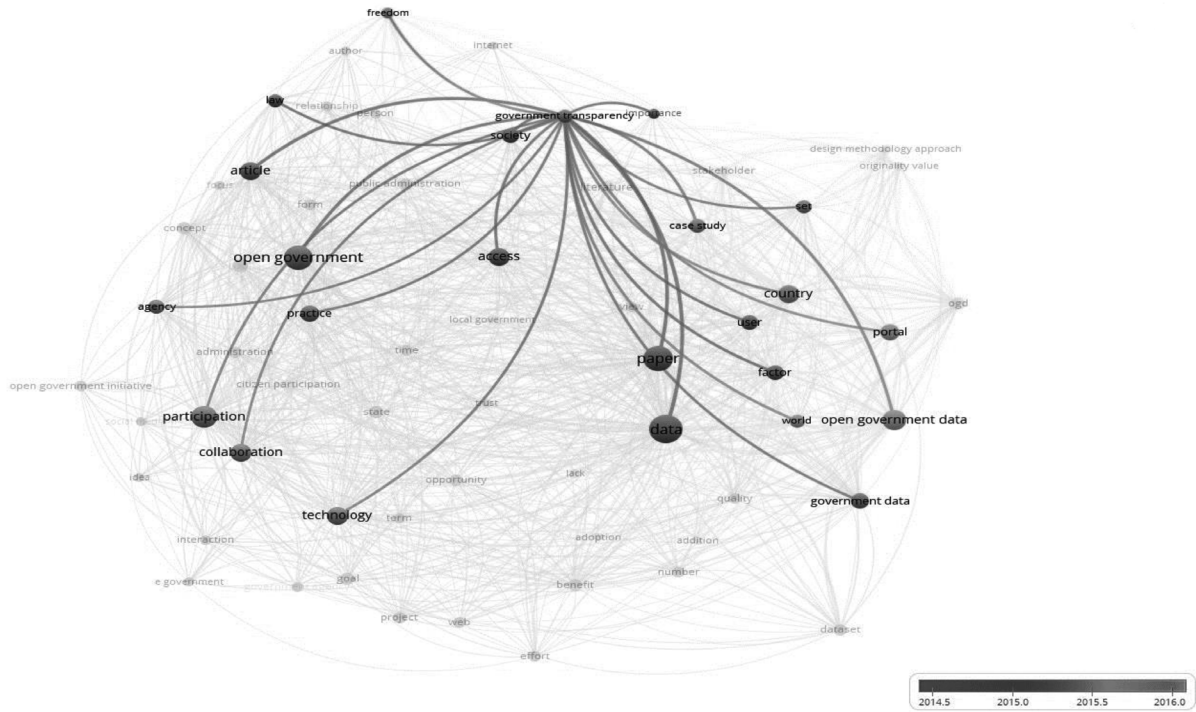 freedom
author
internet
law
relationship
person
government transparency
importance
society
design methodology approach
originality value
article
stakeholder
public administration
literature
form
set
case study
concept
open government
access
country
agency
ogd
view
practice
local government
user
portal
administration
time
paper
factor
open government initiative
citizen participation
trust
state
participation
world
open government data
data
collaboration
idea
lack
opportunity
quality
government data
technology
term
interaction
adoption
addition
number
e government
goal
benefit
project
web
dataset
effort
2014.5 2015.0 2015.5 2016.0